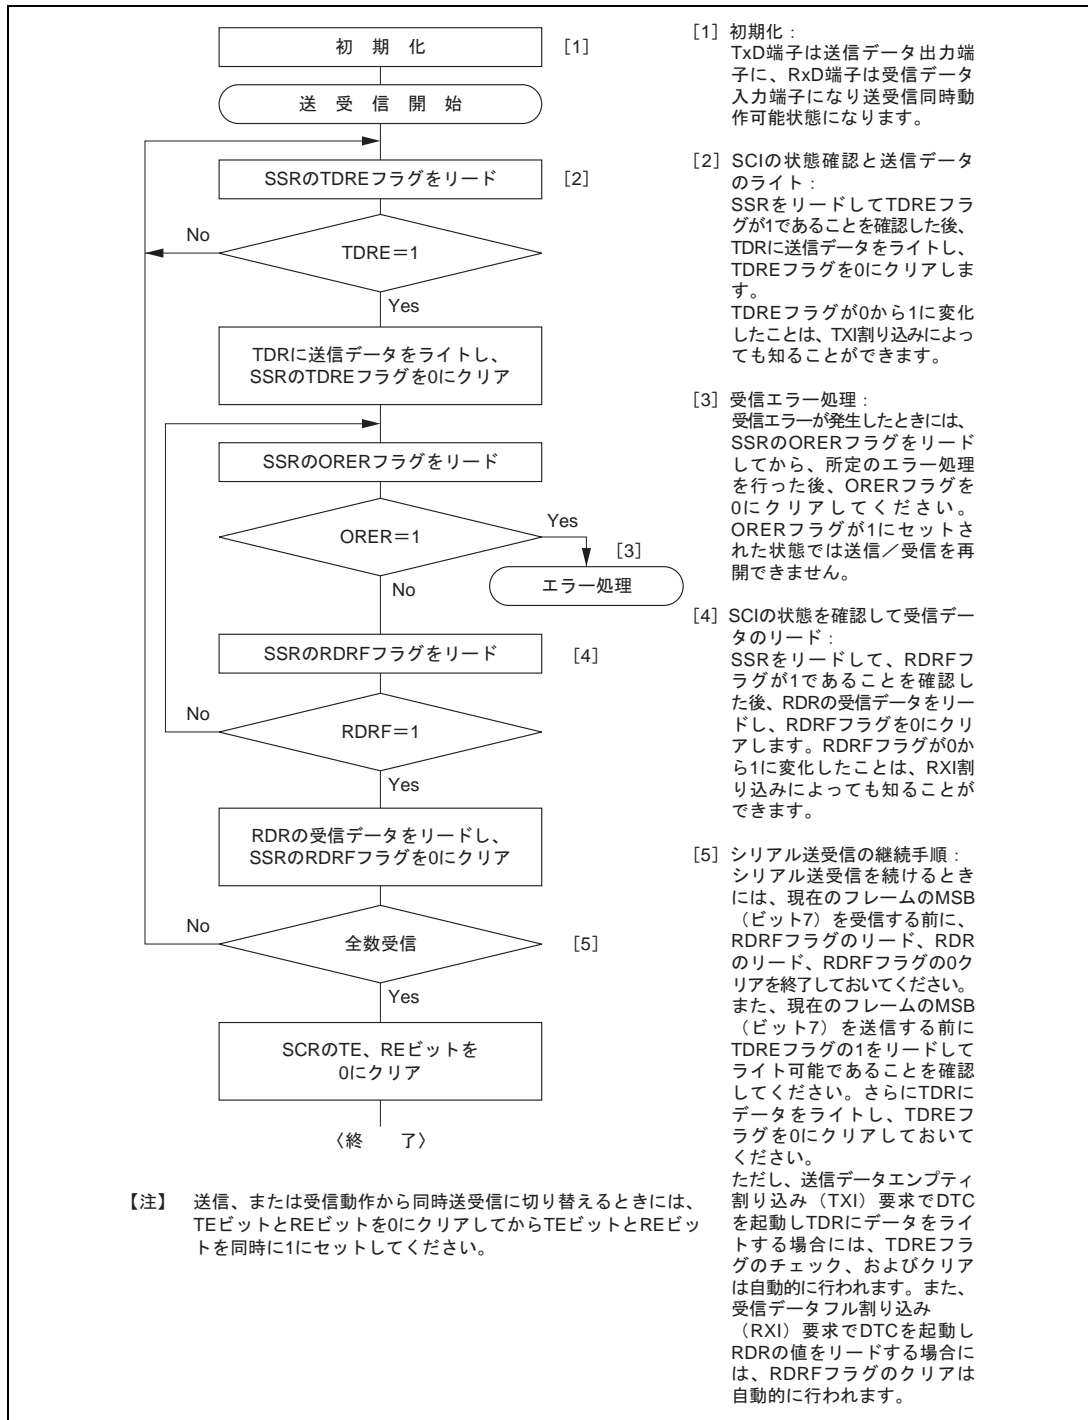 初 期 化 [1]
送 受 信 開 始
SSRのTDREフラグをリード [2]
No
TDRE＝1
Yes
TDRに送信データをライトし、
SSRのTDREフラグを0にクリア
SSRのORERフラグをリード
Yes
ORER＝1
[3]
エラー処理
No
SSRのRDRFフラグをリード [4]
No
RDRF＝1
Yes
RDRの受信データをリードし、
SSRのRDRFフラグを0にクリア
No
全数受信 [5]
Yes
SCRのTE、REビットを
0にクリア
〈終 了〉
【注】 送信、または受信動作から同時送受信に切り替えるときには、
TEビットとREビットを0にクリアしてからTEビットとREビッ
トを同時に1にセットしてください。
[1] 初期化：
TxD端子は送信データ出力端
子に、RxD端子は受信データ
入力端子になり送受信同時動
作可能状態になります。
[2] SCIの状態確認と送信データ
のライト：
SSRをリードしてTDREフラ
グが1であることを確認した後、
TDRに送信データをライトし、
TDREフラグを0にクリアしま
す。
TDREフラグが0から1に変化
したことは、TXI割り込みによっ
ても知ることができます。
[3] 受信エラー処理：
受信エラーが発生したときには、
SSRのORERフラグをリード
してから、所定のエラー処理
を行った後、ORERフラグを
0にクリアしてください。
ORERフラグが1にセットさ
れた状態では送信／受信を再
開できません。
[4] SCIの状態を確認して受信デー
タのリード：
SSRをリードして、RDRFフ
ラグが1であることを確認し
た後、RDRの受信データをリー
ドし、RDRFフラグを0にクリ
アします。RDRFフラグが0か
ら1に変化したことは、RXI割
り込みによっても知ることが
できます。
[5] シリアル送受信の継続手順：
シリアル送受信を続けるとき
には、現在のフレームのMSB
（ビット7）を受信する前に、
RDRFフラグのリード、RDR
のリード、RDRFフラグの0ク
リアを終了しておいてください。
また、現在のフレームのMSB
（ビット7）を送信する前に
TDREフラグの1をリードして
ライト可能であることを確認
してください。さらにTDRに
データをライトし、TDREフ
ラグを0にクリアしておいて
ください。
ただし、送信データエンプティ
割り込み（TXI）要求でDTC
を起動しTDRにデータをライ
トする場合には、TDREフラ
グのチェック、およびクリア
は自動的に行われます。また、
受信データフル割り込み
（RXI）要求でDTCを起動し
RDRの値をリードする場合に
は、RDRFフラグのクリアは
自動的に行われます。